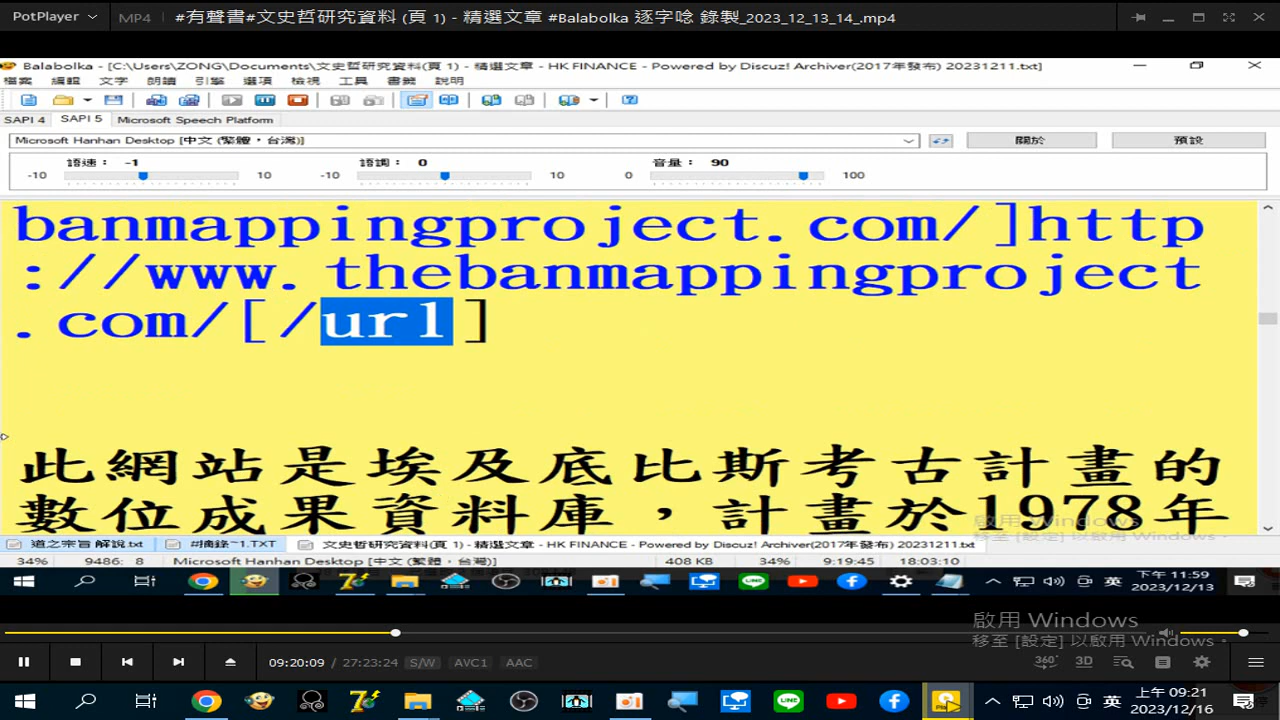 PotPlayer
MP4
#有聲書#文史哲研究資料 (頁 1) - 精選文章 #Balabolka 逐字唸 錄製_2023_12_13_14_.mp4
Balabolka - [C:\Users\ZONG\Documents\文史哲研究資料(頁 1) - 精選文章 - HK FINANCE - Powered by Discuz! Archiver(2017年發布) 20231211.txt]
檔案 編輯 文字 朗讀 引擎 選項 檢視 工具 書籤 說明
SAPI 4 SAPI 5 Microsoft Speech Platform
Microsoft Hanhan Desktop [中文 (繁體，台灣)]
關於 預設
語速： -1 語調： 0 音量： 90
-10 10 -10 10 0 100
banmappingproject.com/]http
://www.thebanmappingproject
.com/[/url]
此網站是埃及底比斯考古計畫的
數位成果資料庫，計畫於1978年
啟用 Windows
移至 [設定] 以啟用 Windows。
道之宗旨 解說.txt #摘錄~1.TXT 文史哲研究資料(頁 1) - 精選文章 - HK FINANCE - Powered by Discuz! Archiver(2017年發布) 20231211.txt
34% 9486: 8 Microsoft Hanhan Desktop [中文 (繁體，台灣)] 408 KB 34% 9:19:45 18:03:10
英 下午 11:59
2023/12/13
啟用 Windows
移至 [設定] 以啟用 Windows。
09:20:09 / 27:23:24 S/W AVC1 AAC
360° 3D
英 上午 09:21
2023/12/16